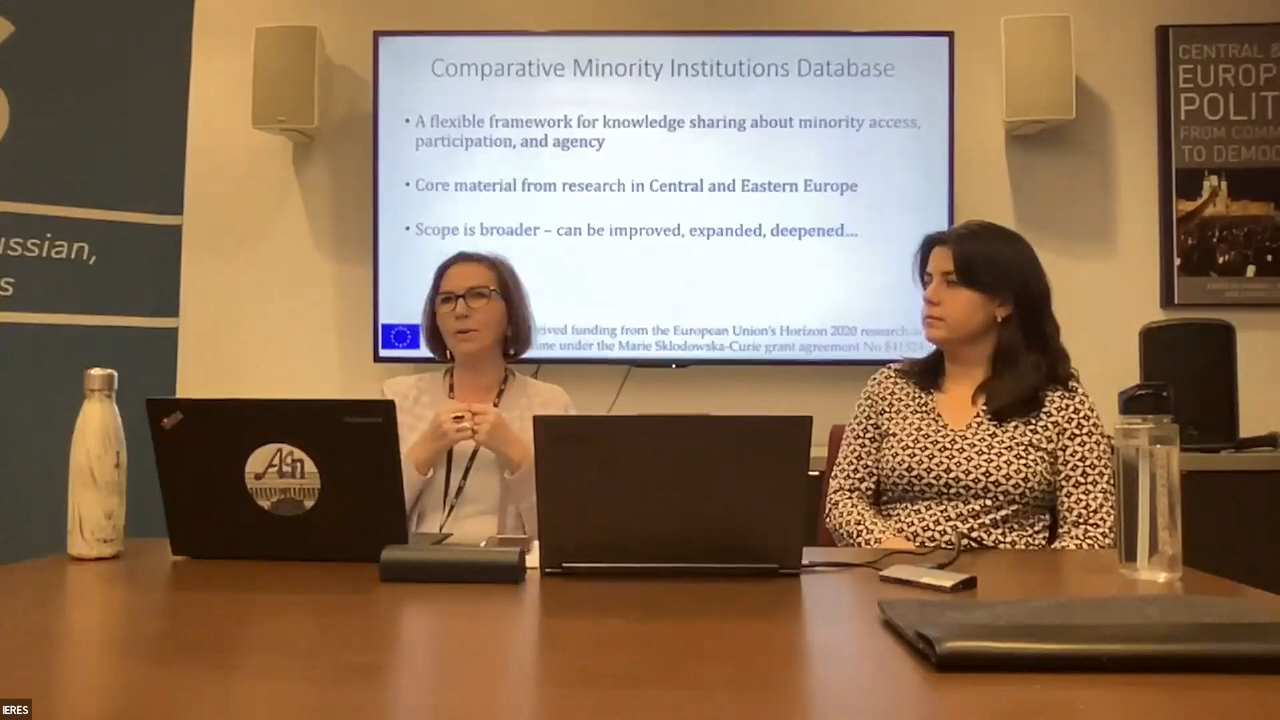 Comparative Minority Institutions Database
• A flexible framework for knowledge sharing about minority access,
participation, and agency
• Core material from research in Central and Eastern Europe
• Scope is broader – can be improved, expanded, deepened...
funding from the European Union's Horizon 2020 research
under the Marie Sklodowska-Curie grant agreement No
ussian,
s
CENTRAL &
EUROP
POLIT
FROM COMM
TO DEMOC
Asn
IERES